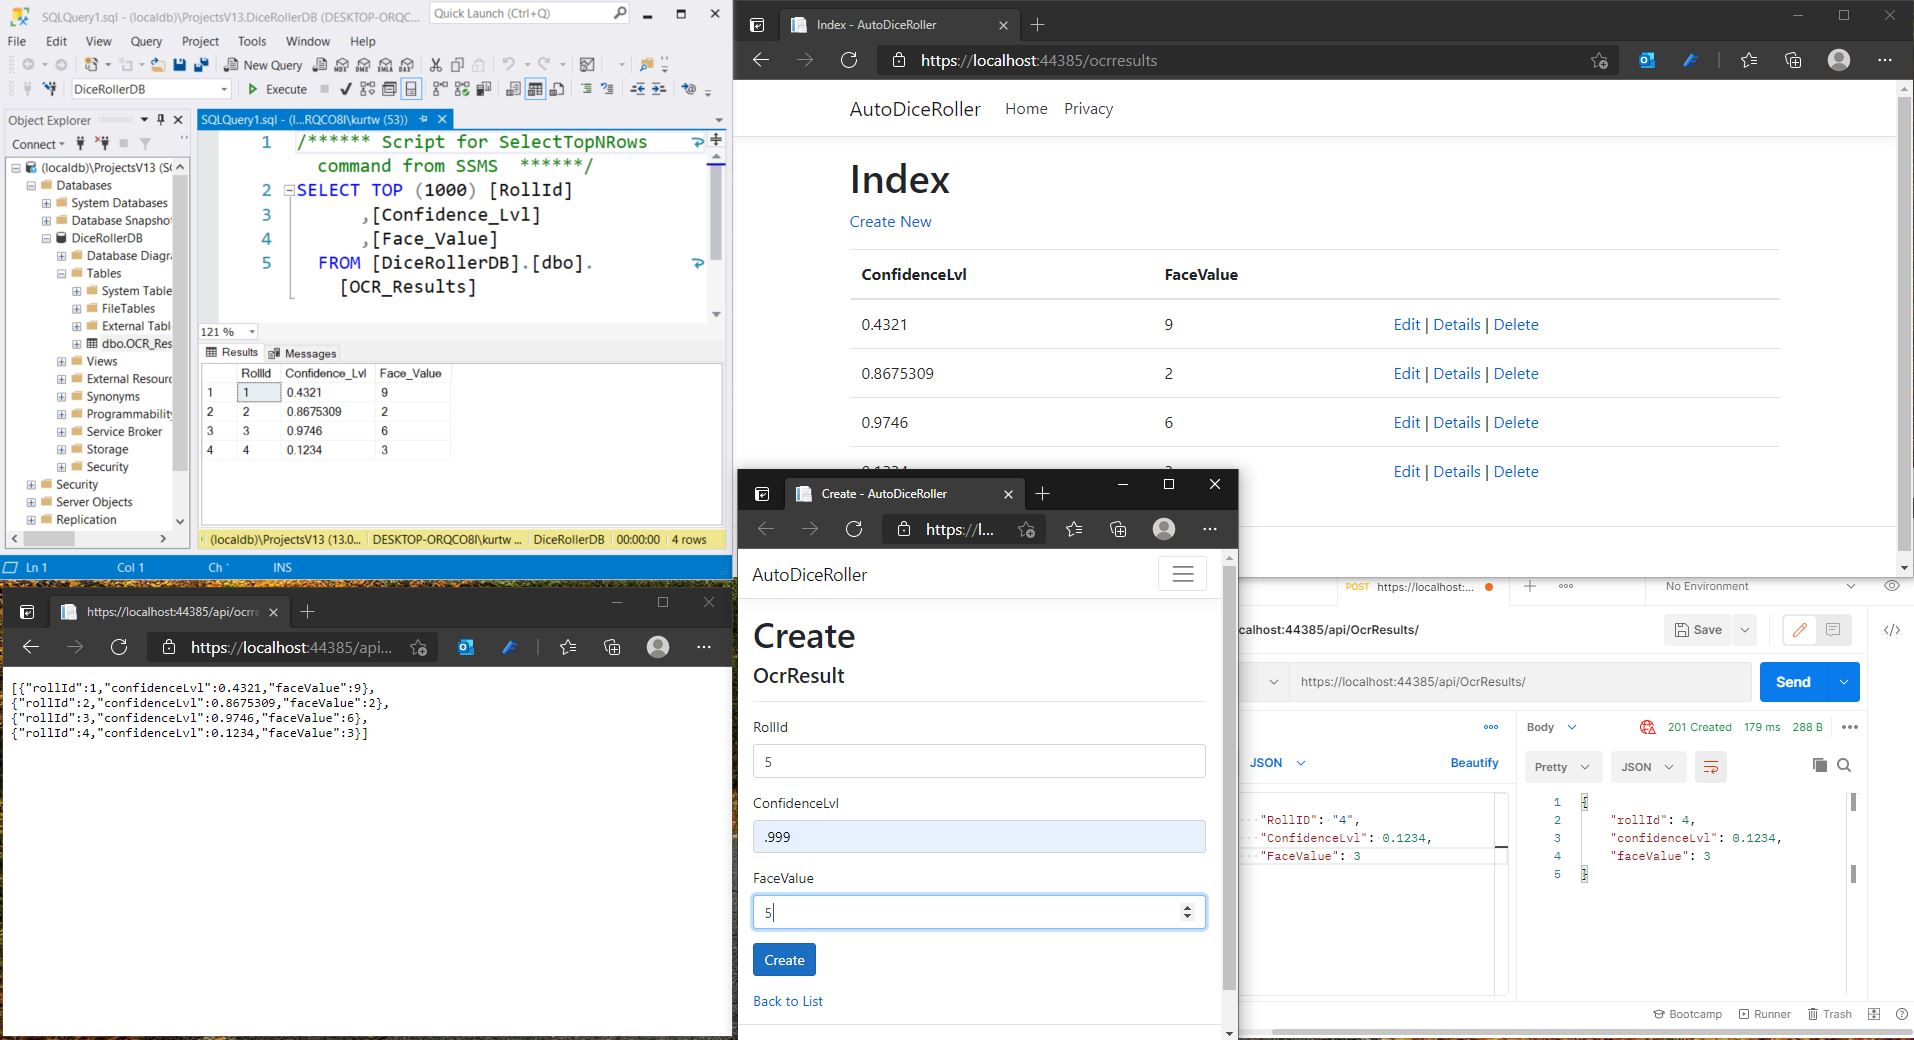 SQLQuery1.sql - (localdb)\ProjectsV13.DiceRollerDB (DESKTOP-ORQC...
Quick Launch (Ctrl+Q)
File Edit View Query Project Tools Window Help
New Query
DiceRollerDB
Execute
Object Explorer
Connect
(localdb)\ProjectsV13 (S
Databases
System Databases
Database Snapsho
DiceRollerDB
Database Diagr
Tables
System Table
FileTables
External Tabl
dbo.OCR_Res
Views
External Resourc
Synonyms
Programmability
Service Broker
Storage
Security
Security
Server Objects
Replication
SQLQuery1.sql - (l...RQCO8I\kurtw (53))
1 /****** Script for SelectTopNRows
command from SSMS ******/
2 SELECT TOP (1000) [RollId]
3 ,[Confidence_Lvl]
4 ,[Face_Value]
5 FROM [DiceRollerDB].[dbo].
[OCR_Results]
121 %
Results Messages
RollId Confidence_Lvl Face_Value
1 1 0.4321 9
2 2 0.8675309 2
3 3 0.9746 6
4 4 0.1234 3
(localdb)\ProjectsV13 (13.0... DESKTOP-ORQCO8I\kurtw ... DiceRollerDB 00:00:00 4 rows
Ln 1 Col 1 Ch INS
Index - AutoDiceRoller
https://localhost:44385/ocrresults
AutoDiceRoller Home Privacy
Index
Create New
ConfidenceLvl FaceValue
0.4321 9 Edit | Details | Delete
0.8675309 2 Edit | Details | Delete
0.9746 6 Edit | Details | Delete
Edit | Details | Delete
https://localhost:44385/api/ocrre
https://localhost:44385/api...
[{"rollId":1,"confidenceLvl":0.4321,"faceValue":9},
{"rollId":2,"confidenceLvl":0.8675309,"faceValue":2},
{"rollId":3,"confidenceLvl":0.9746,"faceValue":6},
{"rollId":4,"confidenceLvl":0.1234,"faceValue":3}]
Create - AutoDiceRoller
https://l...
AutoDiceRoller
Create
OcrResult
RollId
5
ConfidenceLvl
.999
FaceValue
5
Create
Back to List
POST https://localhost:... No Environment
calhost:44385/api/OcrResults/ Save
https://localhost:44385/api/OcrResults/ Send
Body 201 Created 179 ms 288 B
JSON Beautify
Pretty JSON
"RollID": "4",
"ConfidenceLvl": 0.1234,
"FaceValue": 3
1 {
2 "rollId": 4,
3 "confidenceLvl": 0.1234,
4 "faceValue": 3
5 }
Bootcamp Runner Trash